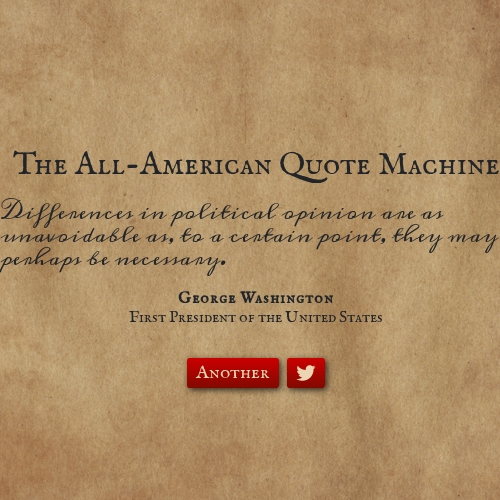 The All-American Quote Machine
Differences in political opinion are as
unavoidable as, to a certain point, they may
perhaps be necessary.
George Washington
First President of the United States
Another